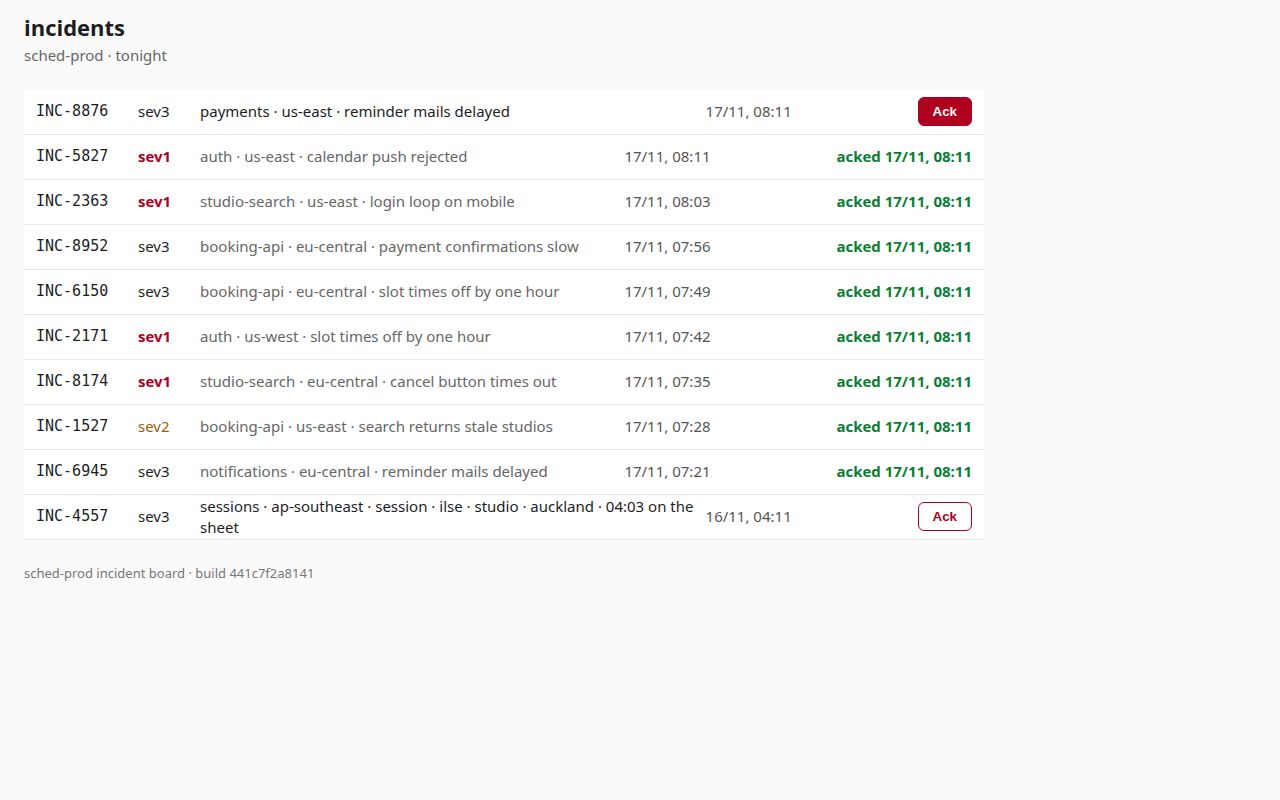 incidents
sched-prod · tonight
INC-8876 sev3 payments · us-east · reminder mails delayed 17/11, 08:11 Ack
INC-5827 sev1 auth · us-east · calendar push rejected 17/11, 08:11 acked 17/11, 08:11
INC-2363 sev1 studio-search · us-east · login loop on mobile 17/11, 08:03 acked 17/11, 08:11
INC-8952 sev3 booking-api · eu-central · payment confirmations slow 17/11, 07:56 acked 17/11, 08:11
INC-6150 sev3 booking-api · eu-central · slot times off by one hour 17/11, 07:49 acked 17/11, 08:11
INC-2171 sev1 auth · us-west · slot times off by one hour 17/11, 07:42 acked 17/11, 08:11
INC-8174 sev1 studio-search · eu-central · cancel button times out 17/11, 07:35 acked 17/11, 08:11
INC-1527 sev2 booking-api · us-east · search returns stale studios 17/11, 07:28 acked 17/11, 08:11
INC-6945 sev3 notifications · eu-central · reminder mails delayed 17/11, 07:21 acked 17/11, 08:11
INC-4557 sev3 sessions · ap-southeast · session · ilse · studio · auckland · 04:03 on the
sheet 16/11, 04:11 Ack
sched-prod incident board · build 441c7f2a8141